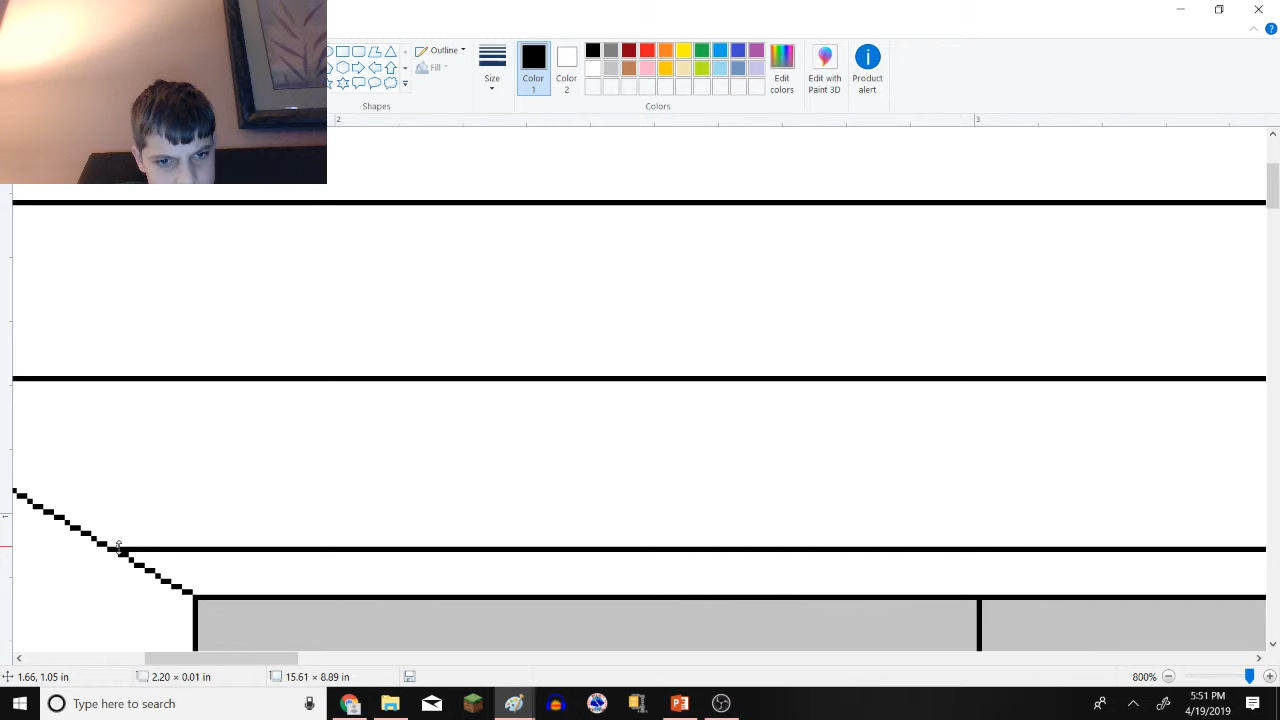 Outline
Fill
Size
Color
1
Color
2
Edit
colors
Edit with
Paint 3D
Product
alert
Shapes
Colors
2
3
1
1.66, 1.05 in
2.20 × 0.01 in
15.61 × 8.89 in
800%
Type here to search
5:51 PM
4/19/2019